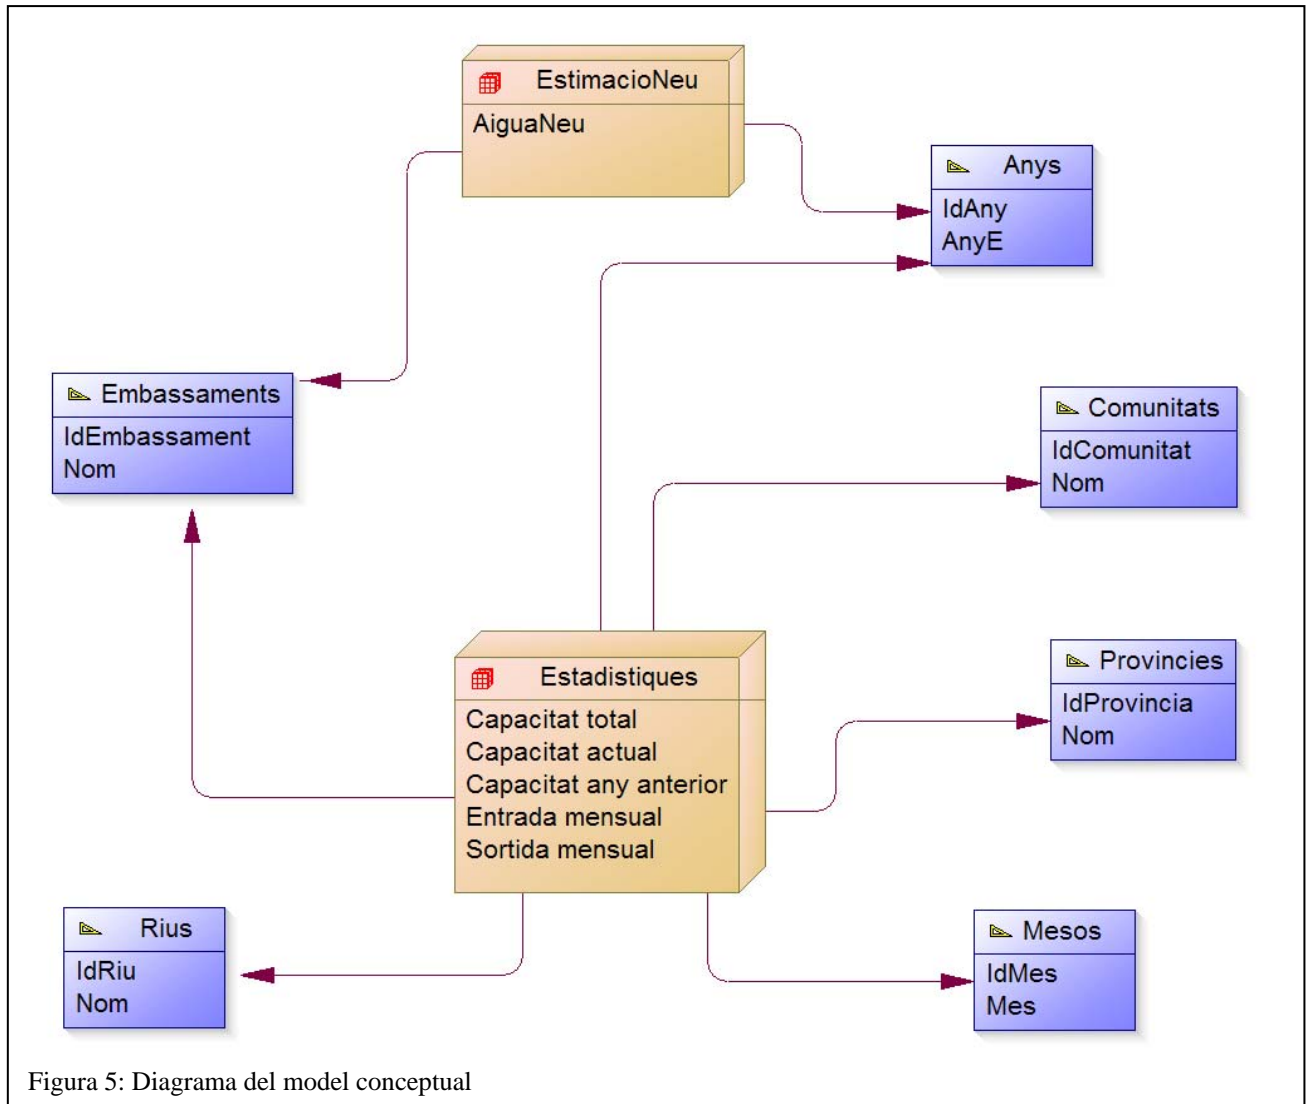 EstimacioNeu
AiguaNeu
Anys
IdAny
AnyE
Embassaments
IdEmbassament
Nom
Comunitats
IdComunitat
Nom
Estadistiques
Capacitat total
Capacitat actual
Capacitat any anterior
Entrada mensual
Sortida mensual
Provincies
IdProvincia
Nom
Rius
IdRiu
Nom
Mesos
IdMes
Mes
Figura 5: Diagrama del model conceptual